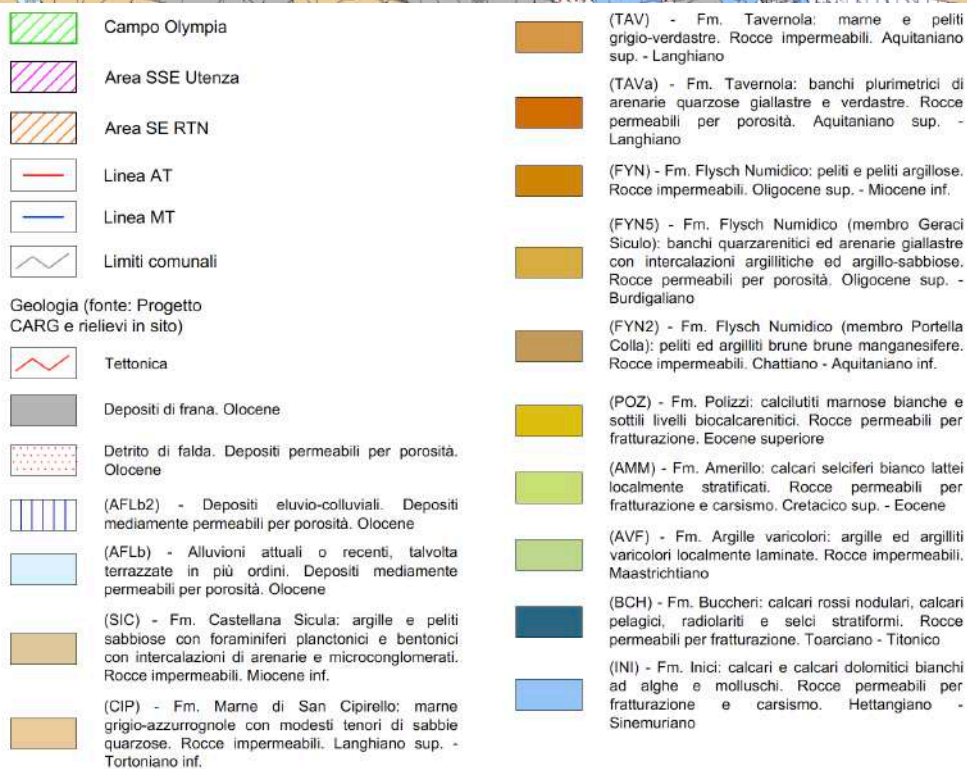 Campo Olympia
Area SSE Utenza
Area SE RTN
Linea AT
Linea MT
Limiti comunali
Geologia (fonte: Progetto
CARG e rielievi in sito)
Tettonica
Depositi di frana. Olocene
Detrito di falda. Depositi permeabili per porosità.
Olocene
(AFLb2) - Depositi eluvio-colluviali. Depositi
mediamente permeabili per porosità. Olocene
(AFLb) - Alluvioni attuali o recenti, talvolta
terrazzate in più ordini. Depositi mediamente
permeabili per porosità. Olocene
(SIC) - Fm. Castellana Sicula: argille e peliti
sabbiose con foraminiferi planctonici e bentonici
con intercalazioni di arenarie e microconglomerati.
Rocce impermeabili. Miocene inf.
(CIP) - Fm. Marne di San Cipirello: marne
grigio-azzurrognole con modesti tenori di sabbie
quarzose. Rocce impermeabili. Langhiano sup. -
Tortoniano inf.
(TAV) - Fm. Tavernola: marne e peliti
grigio-verdastre. Rocce impermeabili. Aquitaniano
sup. - Langhiano
(TAVa) - Fm. Tavernola: banchi plurimetrici di
arenarie quarzose giallastre e verdastre. Rocce
permeabili per porosità. Aquitaniano sup. -
Langhiano
(FYN) - Fm. Flysch Numidico: peliti e peliti argillose.
Rocce impermeabili. Oligocene sup. - Miocene inf.
(FYN5) - Fm. Flysch Numidico (membro Geraci
Siculo): banchi quarzarenitici ed arenarie giallastre
con intercalazioni argillitiche ed argillo-sabbiose.
Rocce permeabili per porosità. Oligocene sup. -
Burdigaliano
(FYN2) - Fm. Flysch Numidico (membro Portella
Colla): peliti ed argilliti brune brune manganesifere.
Rocce impermeabili. Chattiano - Aquitaniano inf.
(POZ) - Fm. Polizzi: calcilutiti marnose bianche e
sottili livelli biocalcarenitici. Rocce permeabili per
fratturazione. Eocene superiore
(AMM) - Fm. Amerillo: calcari selciferi bianco lattei
localmente stratificati. Rocce permeabili per
fratturazione e carsismo. Cretacico sup. - Eocene
(AVF) - Fm. Argille varicolori: argille ed argilliti
varicolori localmente laminate. Rocce impermeabili.
Maastrichtiano
(BCH) - Fm. Buccheri: calcari rossi nodulari, calcari
pelagici, radiolariti e selci stratiformi. Rocce
permeabili per fratturazione. Toarciano - Titonico
(INI) - Fm. Inici: calcari e calcari dolomitici bianchi
ad alghe e molluschi. Rocce permeabili per
fratturazione e carsismo. Hettangiano -
Sinemuriano